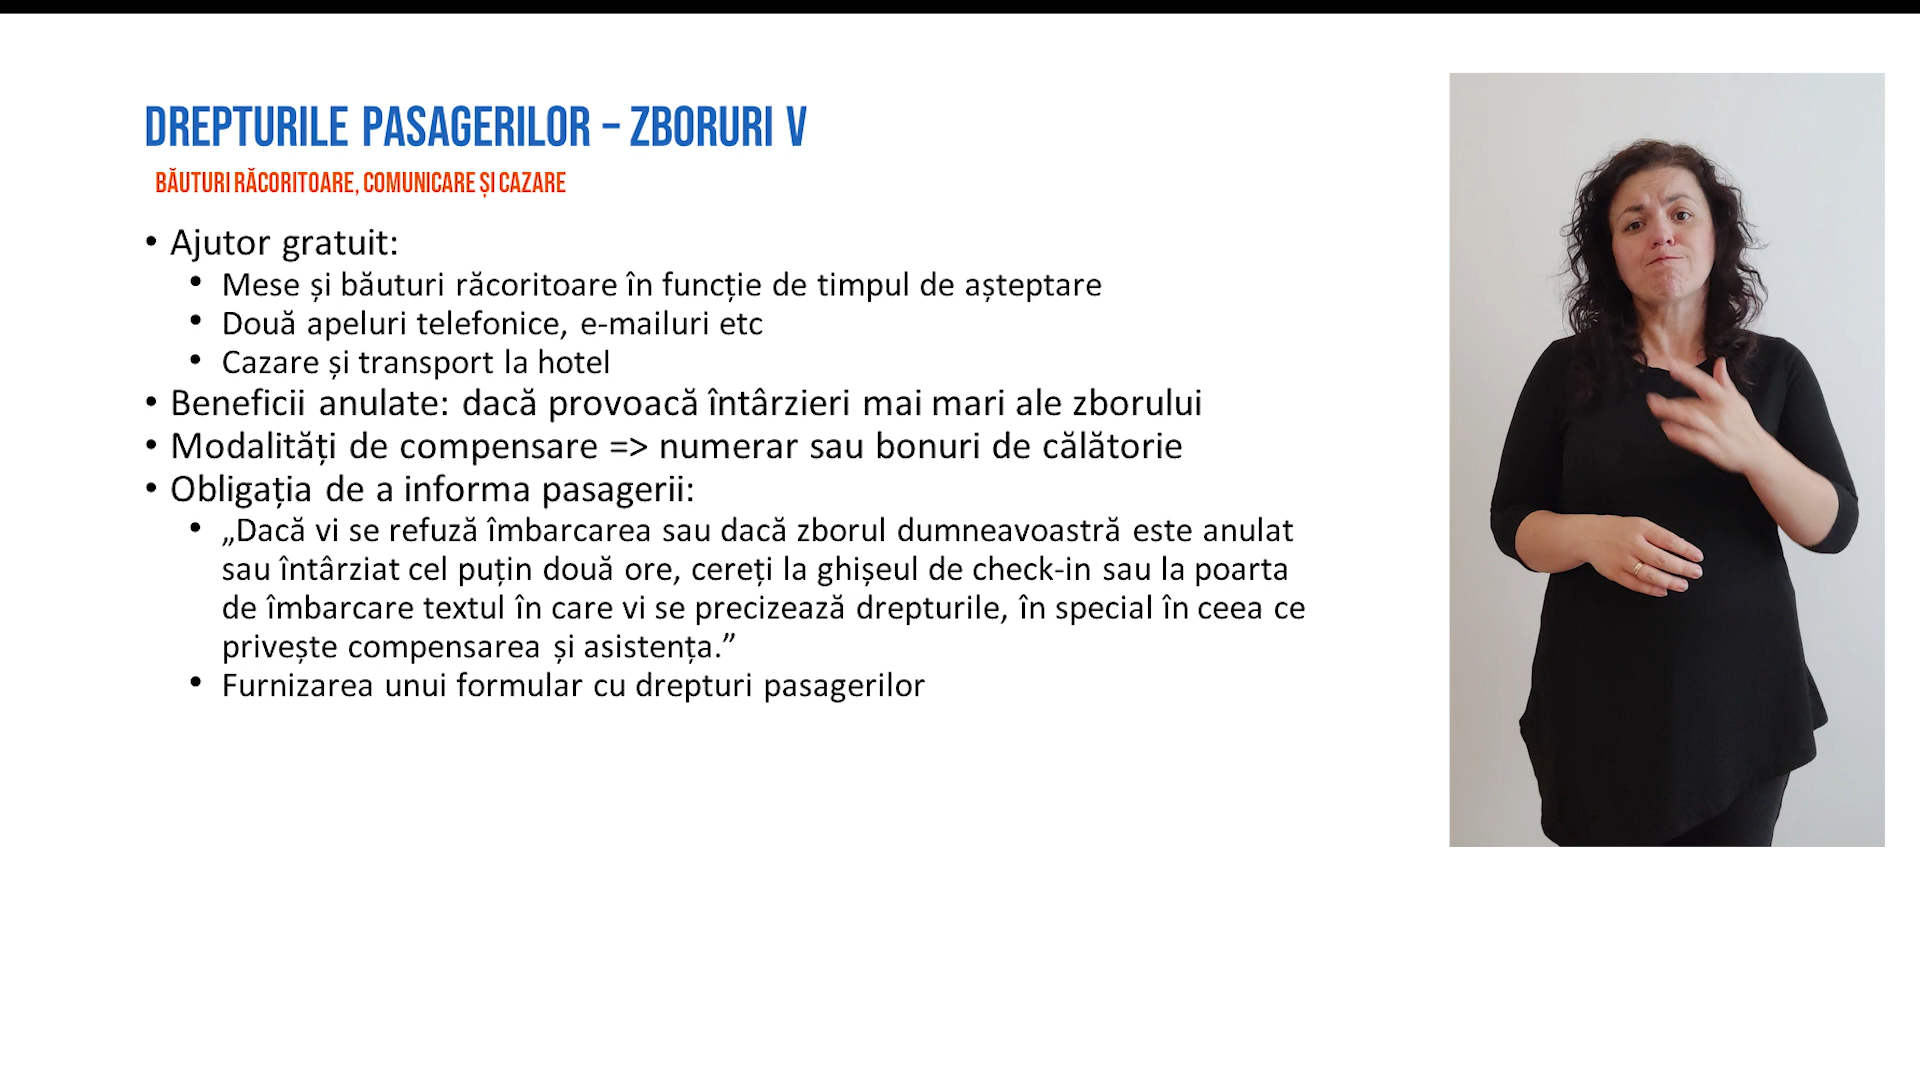 DREPTURILE PASAGERILOR – ZBORURI V
BĂUTURI RĂCORITOARE, COMUNICARE ȘI CAZARE
• Ajutor gratuit:
• Mese și băuturi răcoritoare în funcție de timpul de așteptare
• Două apeluri telefonice, e-mailuri etc
• Cazare și transport la hotel
• Beneficii anulate: dacă provoacă întârzieri mai mari ale zborului
• Modalități de compensare => numerar sau bonuri de călătorie
• Obligația de a informa pasagerii:
• „Dacă vi se refuză îmbarcarea sau dacă zborul dumneavoastră este anulat
sau întârziat cel puțin două ore, cereți la ghișeul de check-in sau la poarta
de îmbarcare textul în care vi se precizează drepturile, în special în ceea ce
privește compensarea și asistența.”
• Furnizarea unui formular cu drepturi pasagerilor